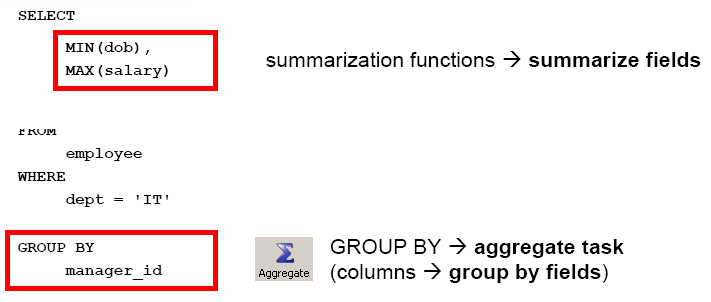 SELECT
MIN(dob),
MAX(salary)
summarization functions → summarize fields
FROM
employee
WHERE
dept = 'IT'
GROUP BY
manager_id
Σ
Aggregate
GROUP BY → aggregate task
(columns → group by fields)